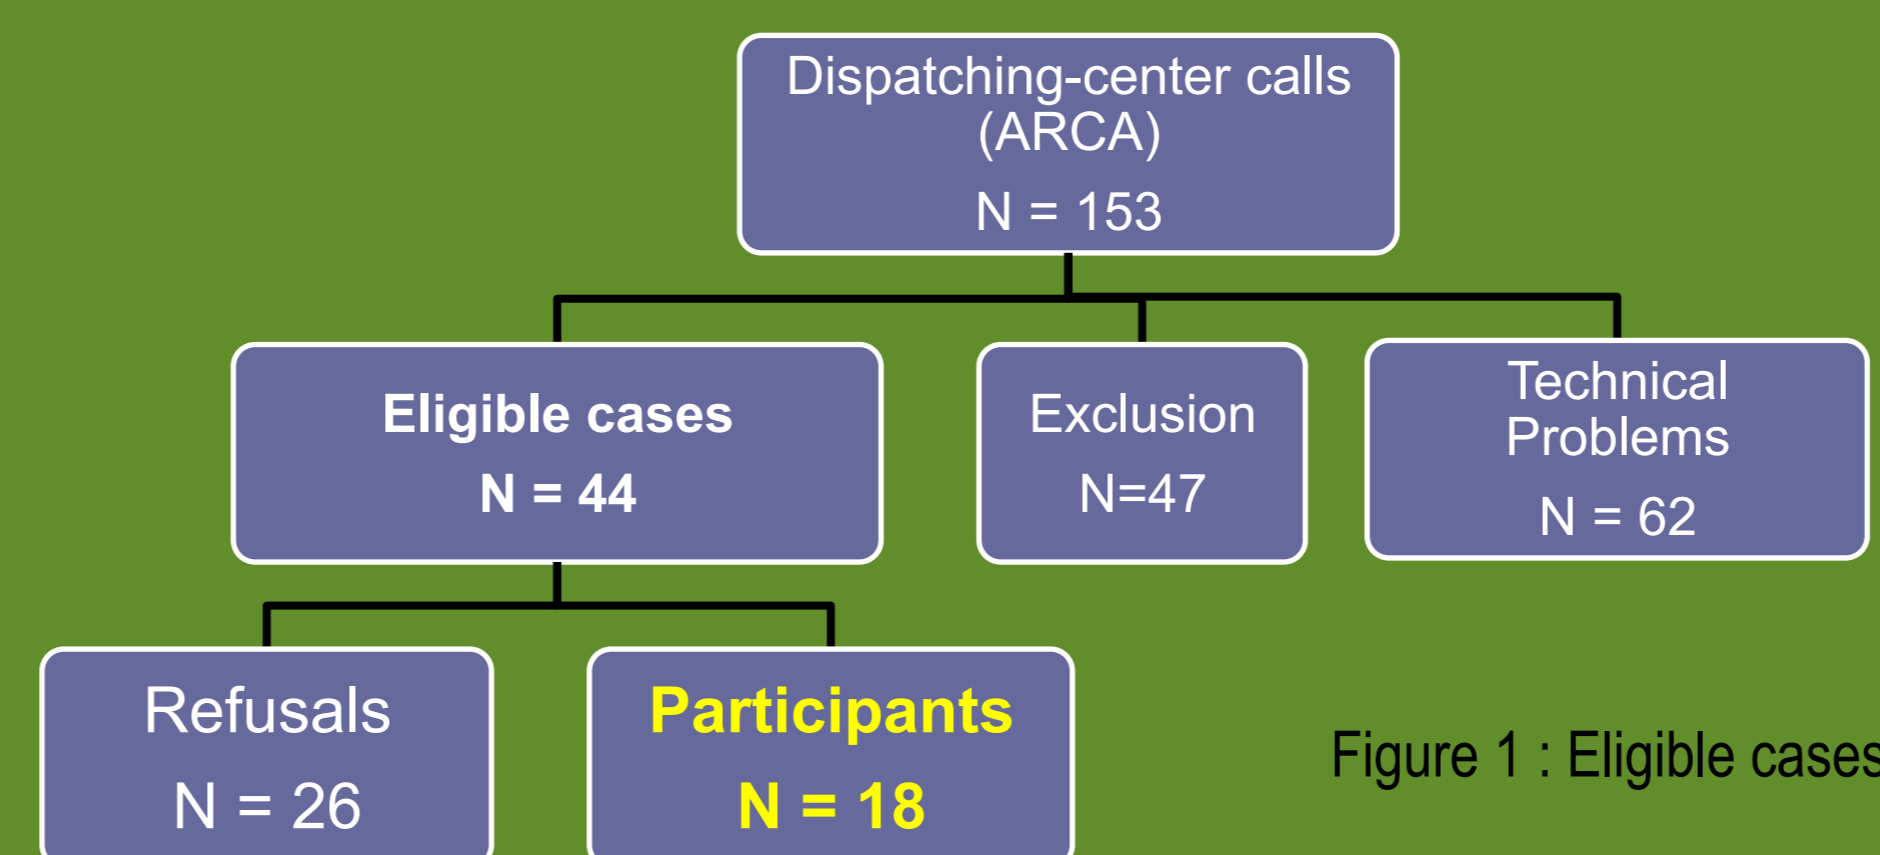 Dispatching-center calls
(ARCA)
N = 153
Eligible cases
N = 44
Exclusion
N=47
Technical
Problems
N = 62
Refusals
N = 26
Participants
N = 18
Figure 1 : Eligible cases